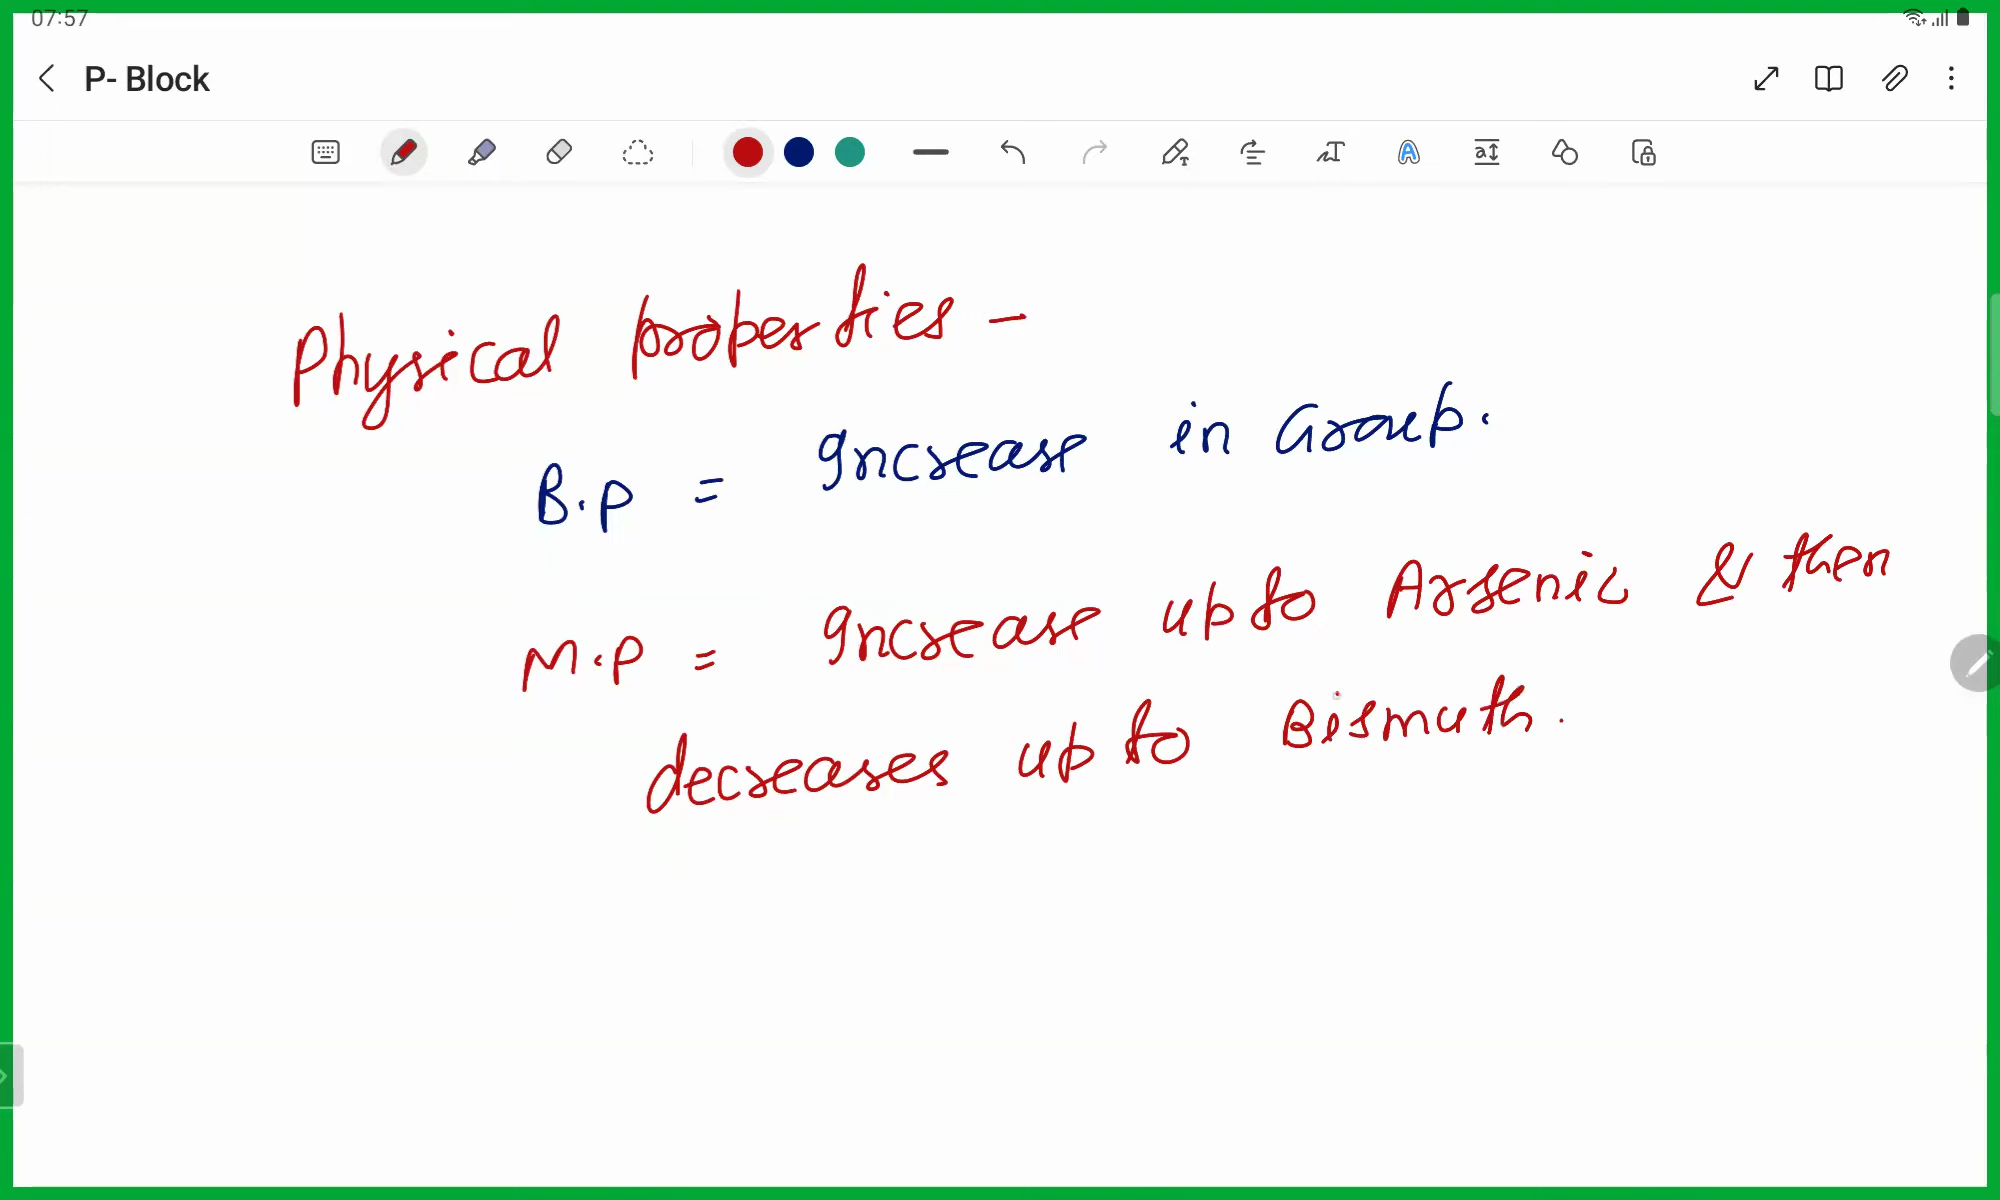 07:57
P- Block
Physical properties -
B.P = Increase in Group.
M.P = Increase upto Arsenic & then
decreases upto Bismuth.